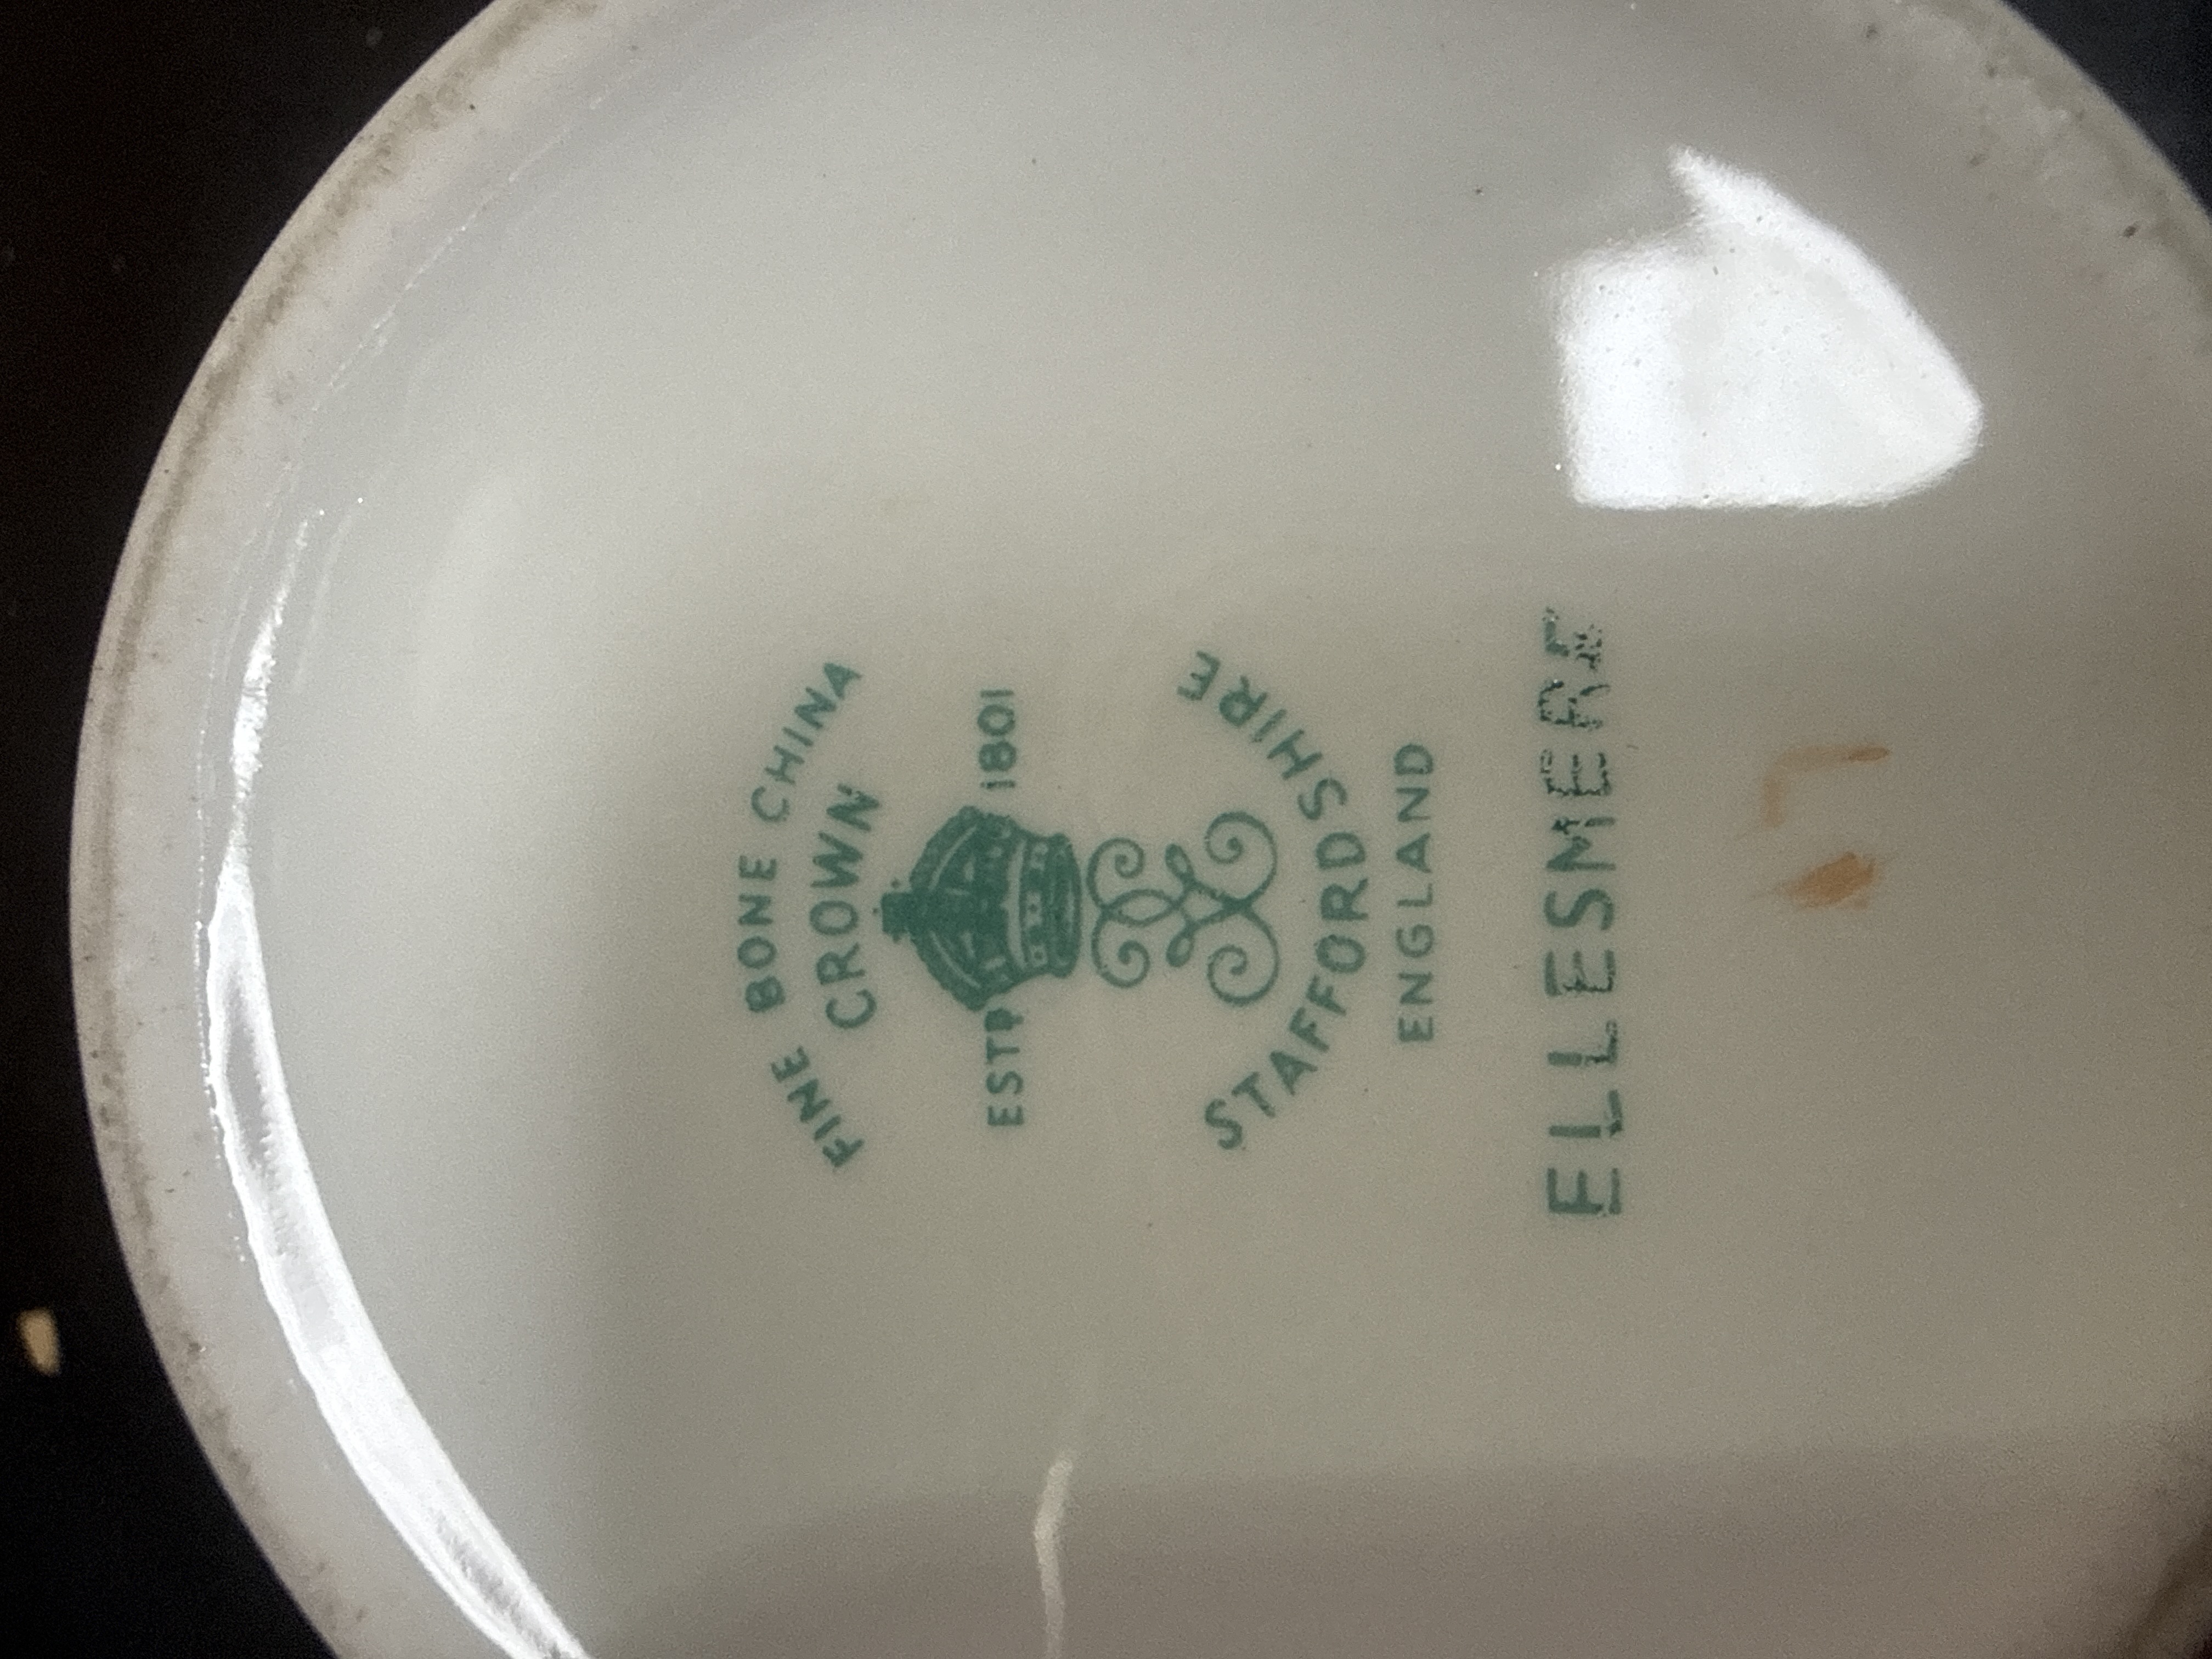 FINE BONE CHINA
CROWN
ESTD 1801
STAFFORDSHIRE
ENGLAND
ELLESMERE